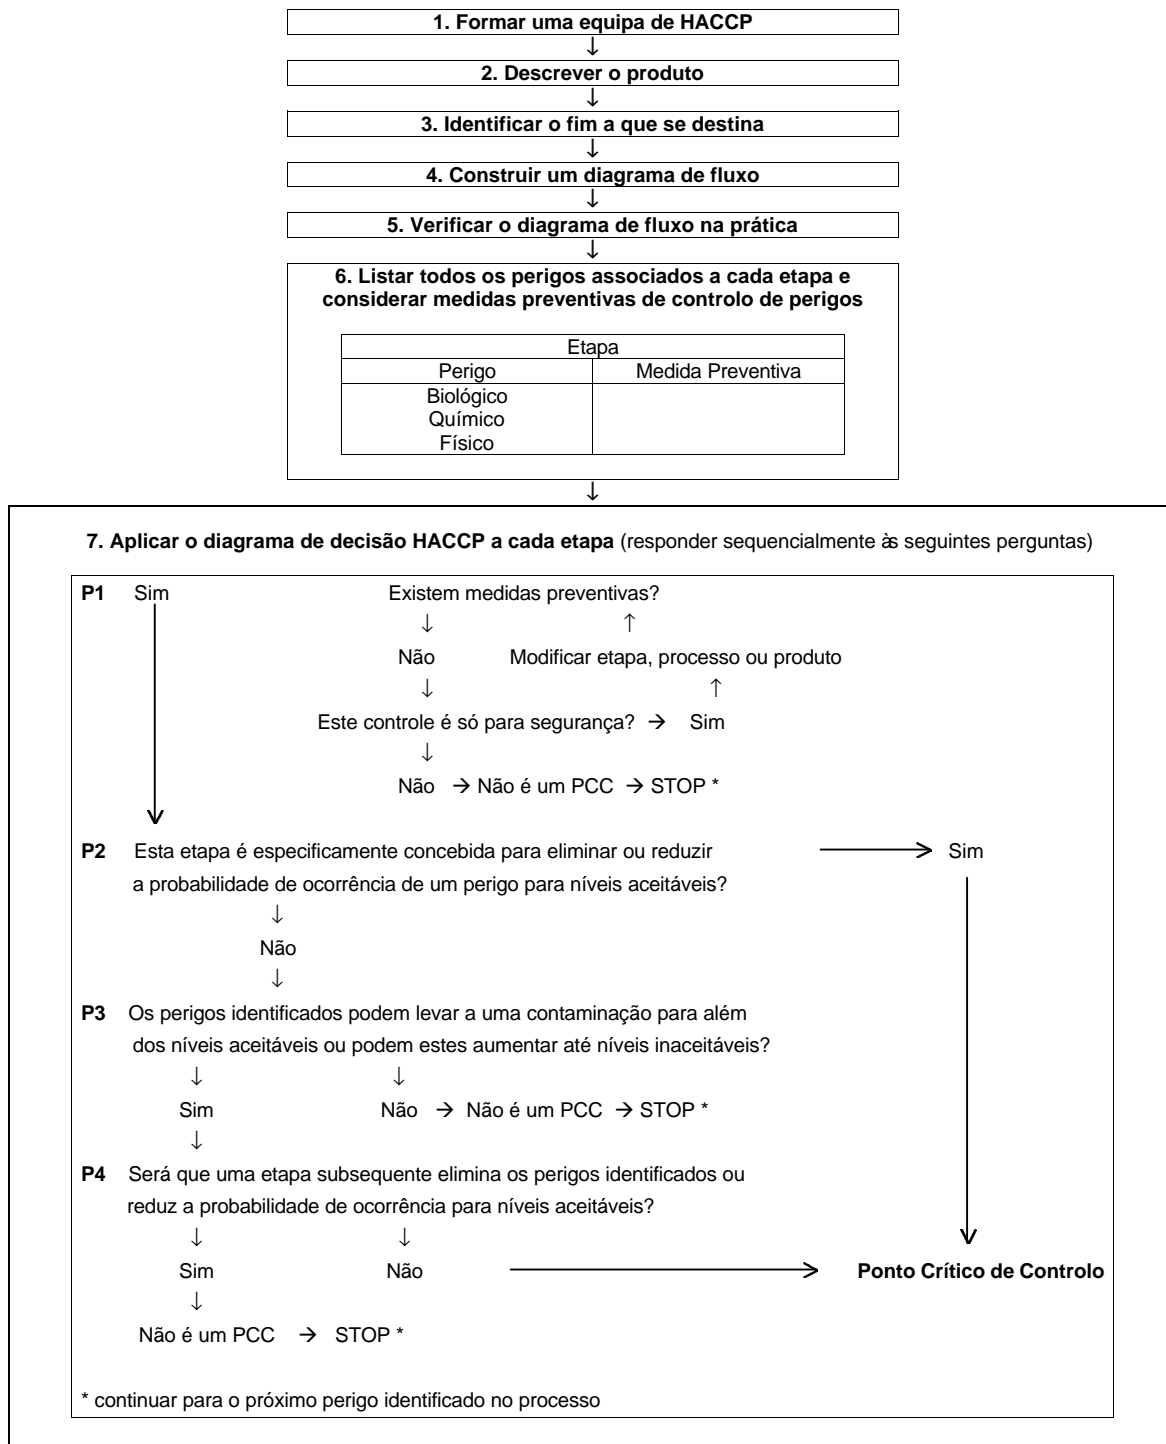 1. Formar uma equipa de HACCP
↓
2. Descrever o produto
↓
3. Identificar o fim a que se destina
↓
4. Construir um diagrama de fluxo
↓
5. Verificar o diagrama de fluxo na prática
↓
6. Listar todos os perigos associados a cada etapa e
considerar medidas preventivas de controlo de perigos
Etapa
Perigo Medida Preventiva
Biológico
Químico
Físico
↓
7. Aplicar o diagrama de decisão HACCP a cada etapa (responder sequencialmente às seguintes perguntas)
P1 Sim Existem medidas preventivas?
↓ ↑
Não Modificar etapa, processo ou produto
↓ ↑
Este controle é só para segurança? → Sim
↓
Não → Não é um PCC → STOP *
P2 Esta etapa é especificamente concebida para eliminar ou reduzir → Sim
a probabilidade de ocorrência de um perigo para níveis aceitáveis?
↓
Não
↓
P3 Os perigos identificados podem levar a uma contaminação para além
dos níveis aceitáveis ou podem estes aumentar até níveis inaceitáveis?
↓ ↓
Sim Não → Não é um PCC → STOP *
↓
P4 Será que uma etapa subsequente elimina os perigos identificados ou
reduz a probabilidade de ocorrência para níveis aceitáveis?
↓ ↓
Sim Não → Ponto Crítico de Controlo
↓
Não é um PCC → STOP *
* continuar para o próximo perigo identificado no processo